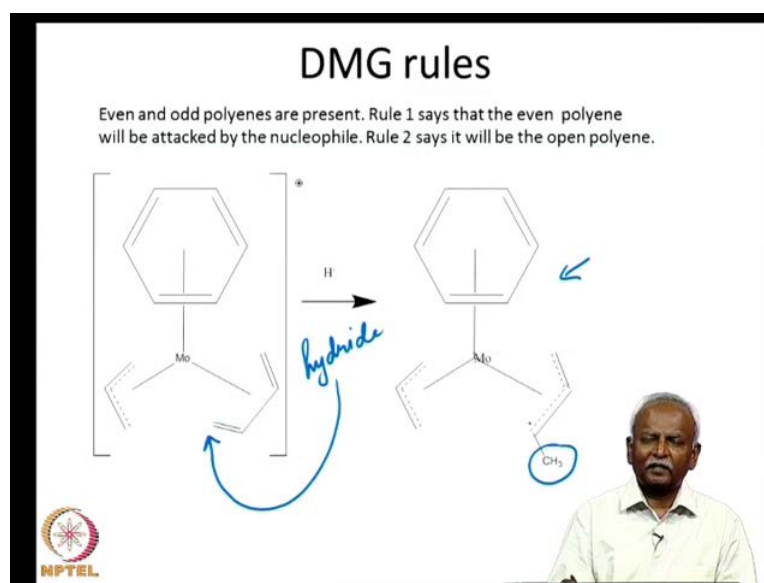 DMG rules
Even and odd polyenes are present. Rule 1 says that the even polyene
will be attacked by the nucleophile. Rule 2 says it will be the open polyene.
H-
hydride
Mo
Mo
CH3
NPTEL